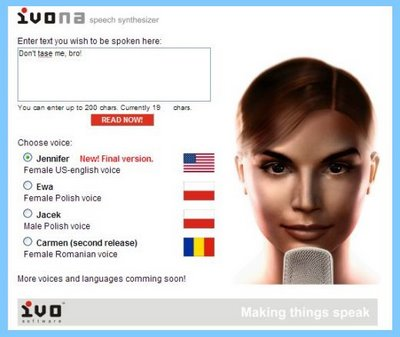 ivona speech synthesizer
Enter text you wish to be spoken here:
Don't tase me, bro!
You can enter up to 200 chars. Currently 19 chars.
READ NOW!
Choose voice:
Jennifer New! Final version.
Female US-english voice
Ewa
Female Polish voice
Jacek
Male Polish voice
Carmen (second release)
Female Romanian voice
More voices and languages comming soon!
ivo Making things speak
software